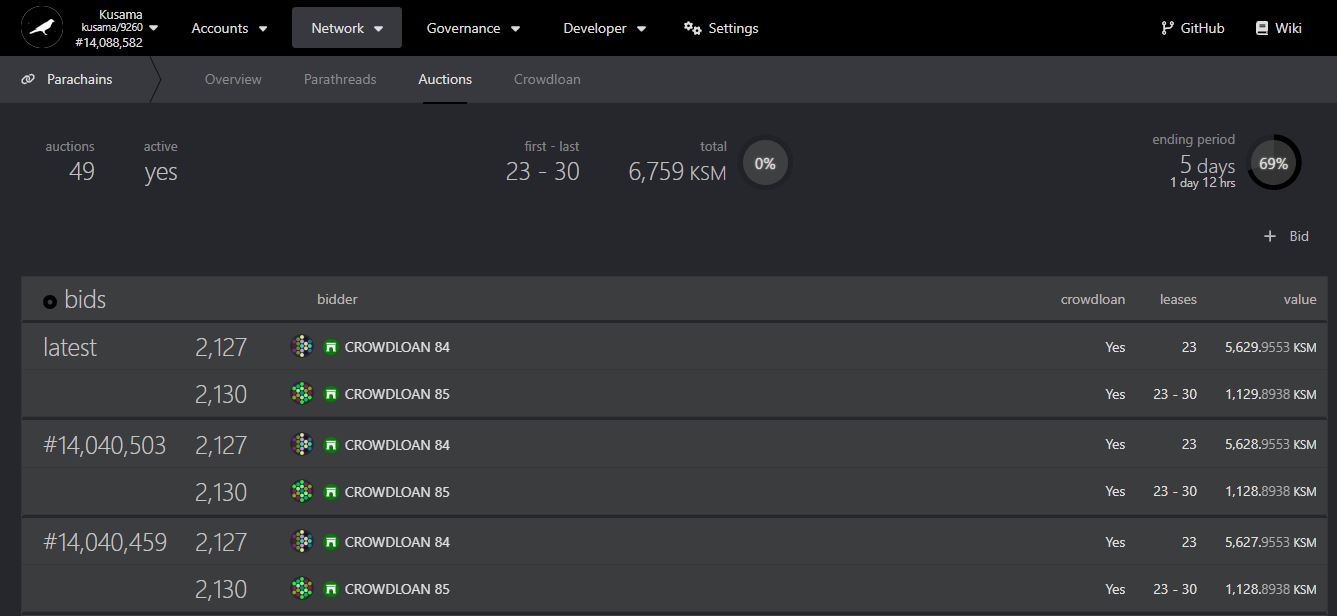 Kusama
kusama/9260
#14,088,582
Accounts
Network
Governance
Developer
Settings
GitHub
Wiki
Parachains
Overview
Parathreads
Auctions
Crowdloan
auctions
49
active
yes
first - last
23 - 30
total
6,759 KSM
0%
ending period
5 days
1 day 12 hrs
69%
+ Bid
bids bidder crowdloan leases value
latest 2,127 CROWDLOAN 84 Yes 23 5,629.9553 KSM
2,130 CROWDLOAN 85 Yes 23 - 30 1,129.8938 KSM
#14,040,503 2,127 CROWDLOAN 84 Yes 23 5,628.9553 KSM
2,130 CROWDLOAN 85 Yes 23 - 30 1,128.8938 KSM
#14,040,459 2,127 CROWDLOAN 84 Yes 23 5,627.9553 KSM
2,130 CROWDLOAN 85 Yes 23 - 30 1,128.8938 KSM